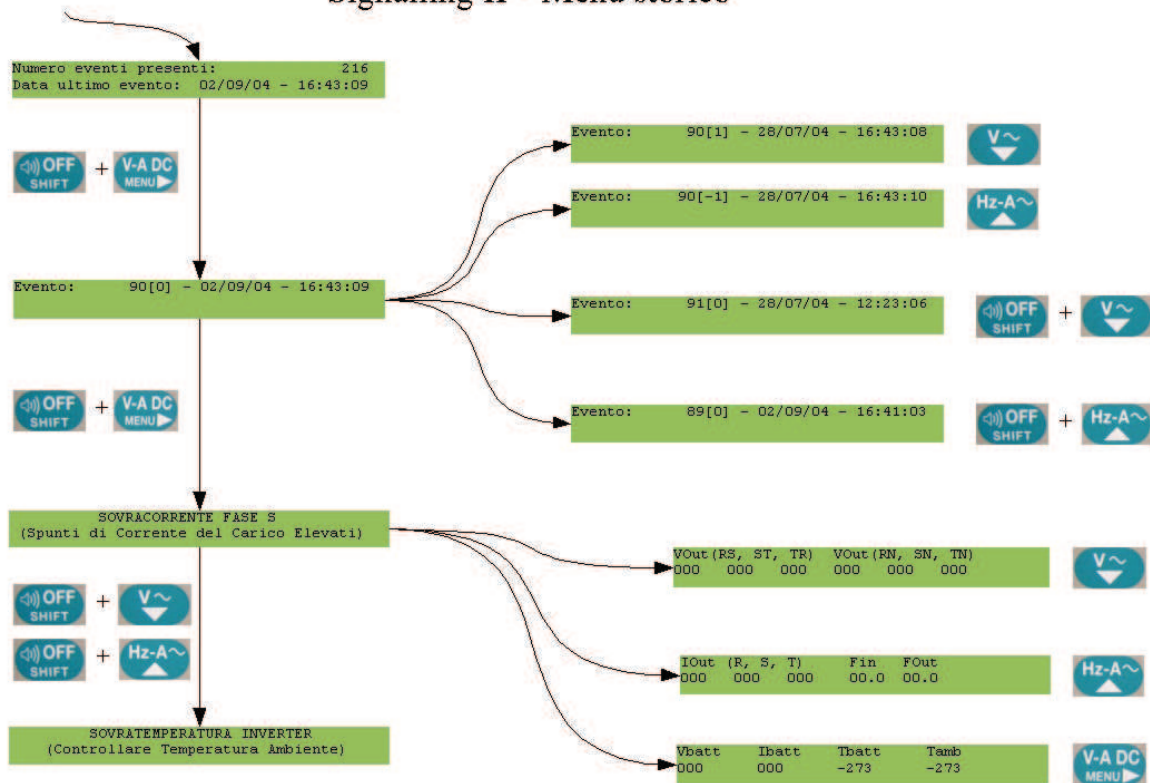 Signalling II - Menu storico
Numero eventi presenti: 216
Data ultimo evento: 02/09/04 - 16:43:09
OFF SHIFT + V-A DC MENU
Evento: 90[1] - 28/07/04 - 16:43:08
V~
Evento: 90[-1] - 28/07/04 - 16:43:10
Hz-A~
Evento: 90[0] - 02/09/04 - 16:43:09
Evento: 91[0] - 28/07/04 - 12:23:06
OFF SHIFT + V~
OFF SHIFT + V-A DC MENU
Evento: 89[0] - 02/09/04 - 16:41:03
OFF SHIFT + Hz-A~
SOVRACORRENTE FASE S
(Spunti di Corrente del Carico Elevati)
VOut(RS, ST, TR) VOut(RN, SN, TN)
000 000 000 000 000 000
V~
OFF SHIFT + V~
OFF SHIFT + Hz-A~
IOut (R, S, T) Fin FOut
000 000 000 00.0 00.0
Hz-A~
SOVRATEMPERATURA INVERTER
(Controllare Temperatura Ambiente)
Vbatt Ibatt Tbatt Tamb
000 000 -273 -273
V-A DC MENU